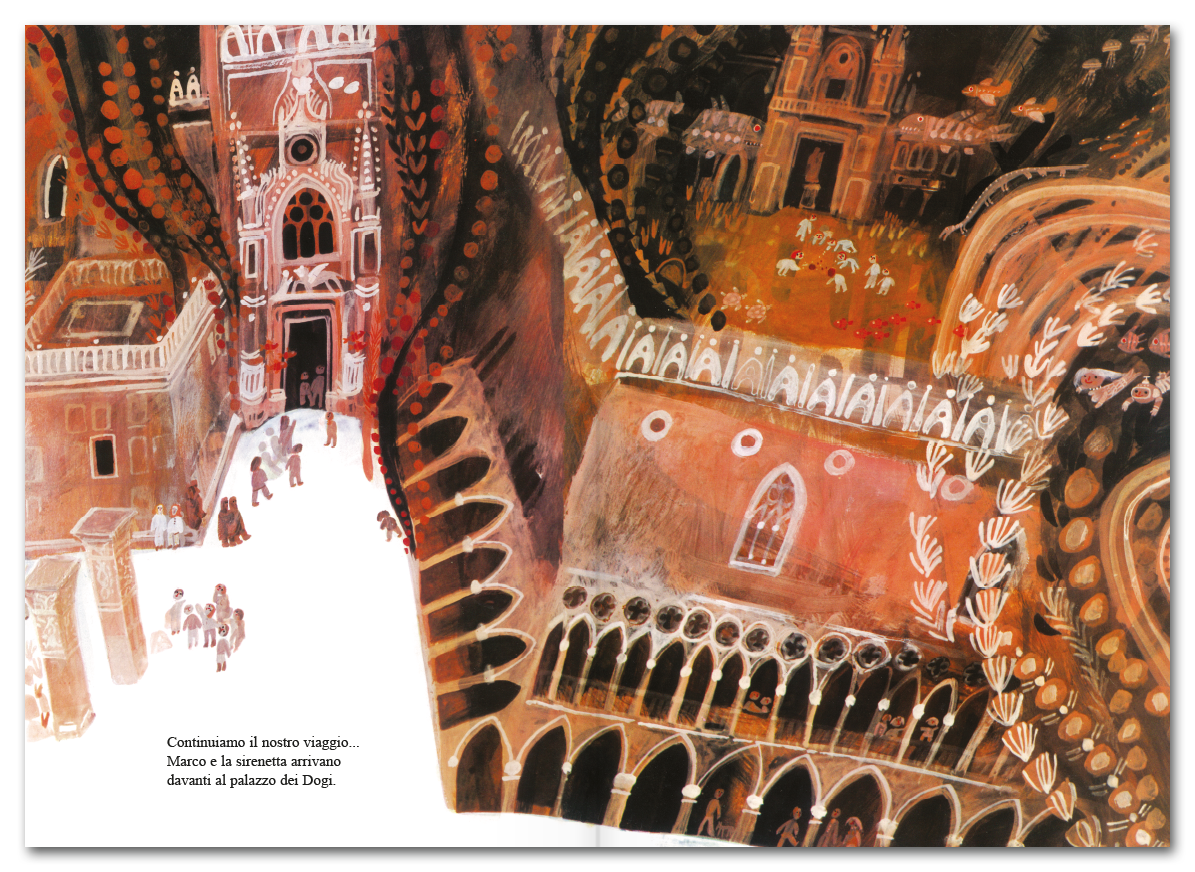 Continuiamo il nostro viaggio...
Marco e la sirenetta arrivano
davanti al palazzo dei Dogi.